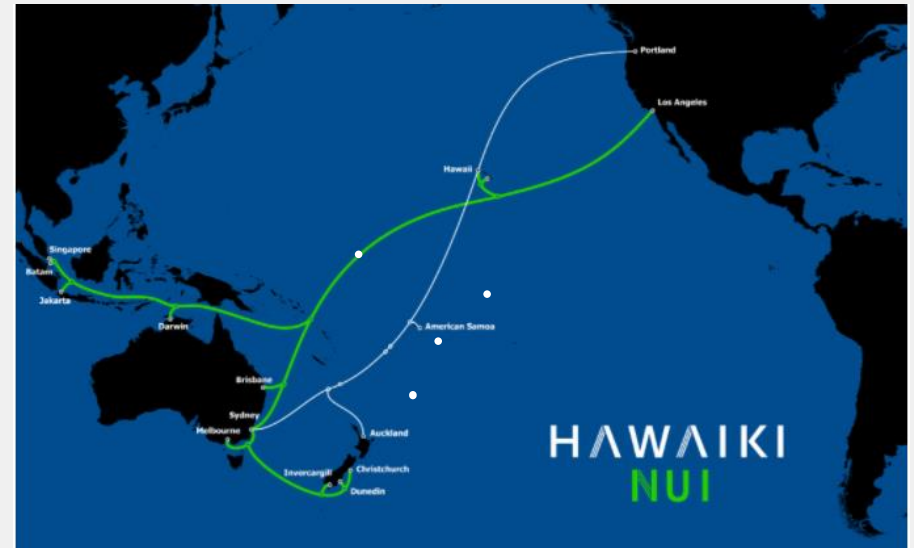 Portland
Los Angeles
Hawaii
Singapore
Batam
Jakarta
Darwin
American Samoa
Brisbane
Sydney
Melbourne
Auckland
Invercargill
Christchurch
Dunedin
HAWAIKI
NUI